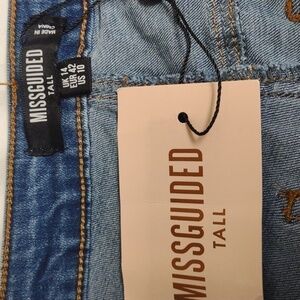 MISSGUIDED
TALL
MADE IN
CHINA
UK 14
EUR 42
US 10
MISSGUIDED
TALL